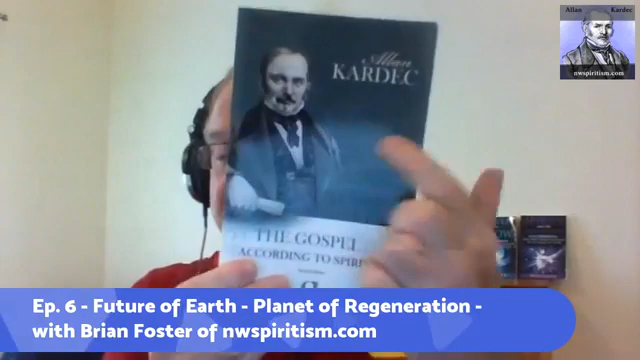 Allan Kardec
nwspiritism.com
Allan
KARDEC
THE GOSPEL
ACCORDING TO SPIRI
Ep. 6 - Future of Earth - Planet of Regeneration -
with Brian Foster of nwspiritism.com